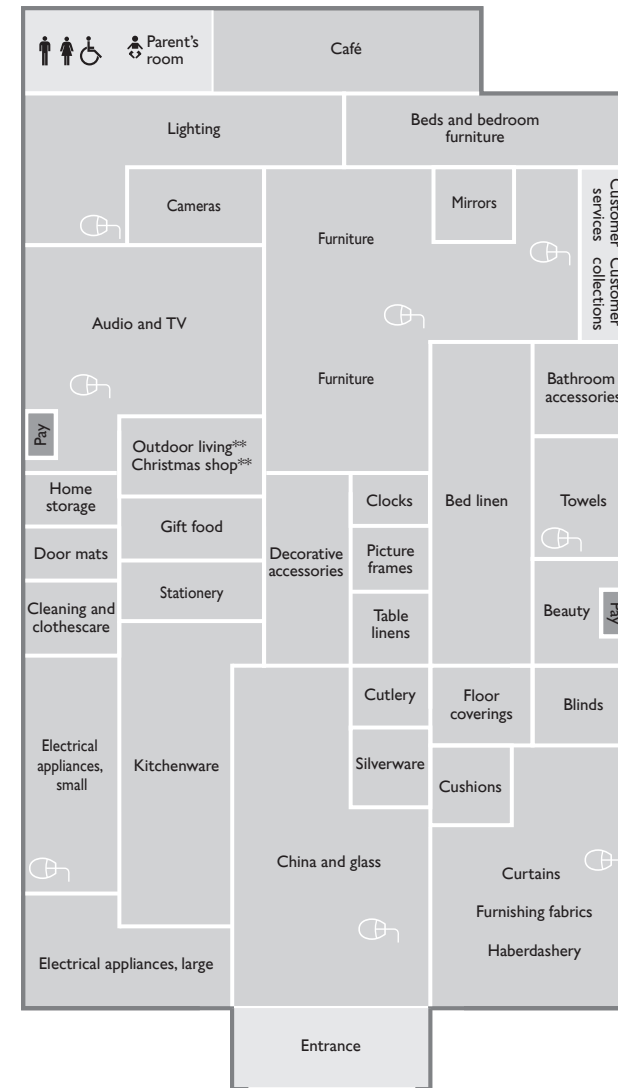 Parent's
room
Café
Lighting
Beds and bedroom
furniture
Cameras
Mirrors
Customer
services
Customer
collections
Furniture
Audio and TV
Furniture
Bathroom
accessories
Pay
Outdoor living**
Christmas shop**
Home
storage
Clocks
Bed linen
Towels
Gift food
Door mats
Decorative
accessories
Picture
frames
Stationery
Cleaning and
clothescare
Table
linens
Beauty
Pay
Cutlery
Floor
coverings
Blinds
Electrical
appliances,
small
Kitchenware
Silverware
Cushions
China and glass
Curtains
Furnishing fabrics
Haberdashery
Electrical appliances, large
Entrance